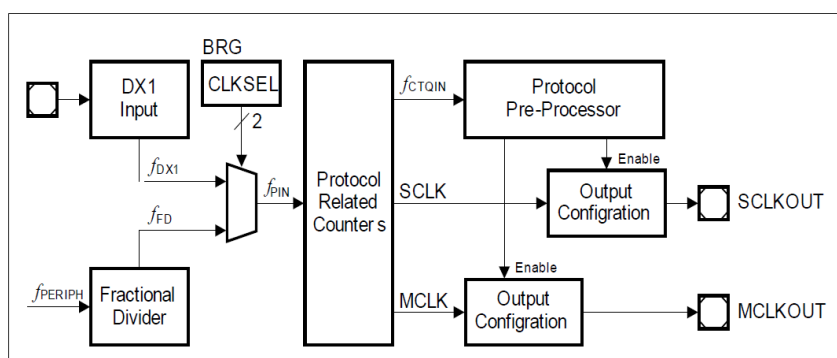 BRG
DX1
Input
CLKSEL
2
fDX1
fFD
fPIN
fPERIPH
Fractional
Divider
Protocol
Related
Counter s
fCTQIN
Protocol
Pre-Processor
Enable
SCLK
Output
Configration
SCLKOUT
Enable
MCLK
Output
Configration
MCLKOUT